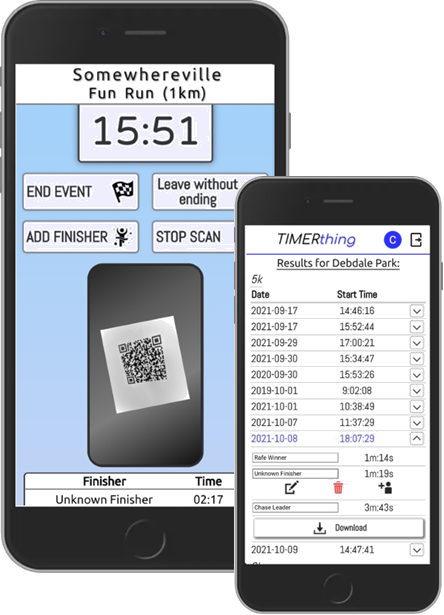 Somewhereville
Fun Run (1km)
15:51
END EVENT
Leave without
ending
ADD FINISHER
STOP SCAN
Finisher
Time
Unknown Finisher
02:17
TIMERthing
C
Results for Debdale Park:
5k
Date
Start Time
2021-09-17
14:46:16
2021-09-17
15:52:44
2021-09-29
17:00:21
2021-09-30
15:34:47
2020-09-30
15:53:26
2019-10-01
9:02:08
2021-10-01
10:38:49
2021-10-07
11:37:29
2021-10-08
18:07:29
Rafe Winner
1m:14s
Unknown Finisher
1m:19s
Chase Leader
3m:43s
Download
2021-10-09
14:47:41